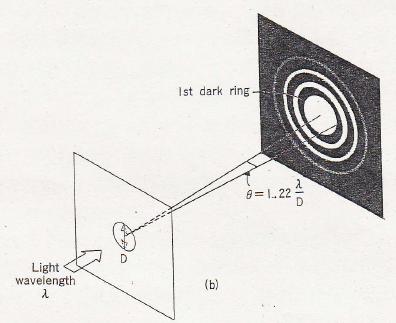 1st dark ring
θ=1.22 λ/D
D
Light
wavelength
λ
(b)